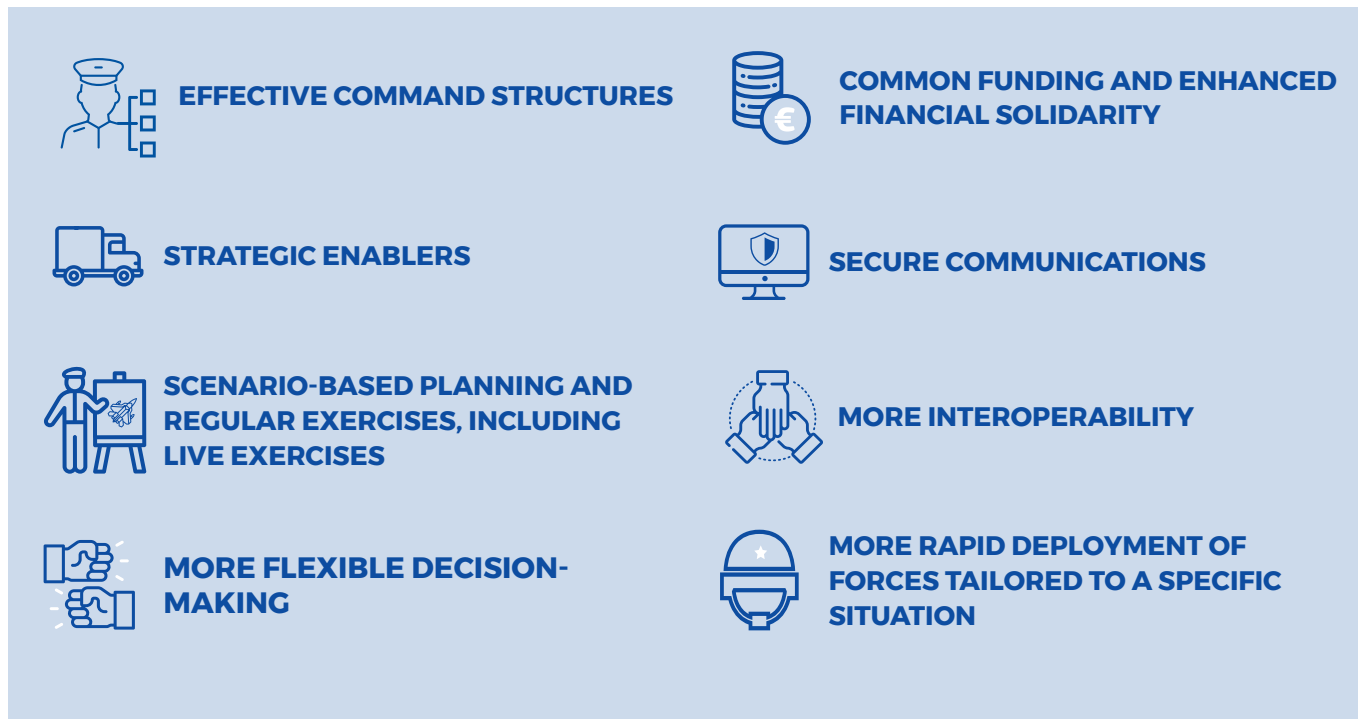 EFFECTIVE COMMAND STRUCTURES
COMMON FUNDING AND ENHANCED
FINANCIAL SOLIDARITY
€
STRATEGIC ENABLERS
SECURE COMMUNICATIONS
SCENARIO-BASED PLANNING AND
REGULAR EXERCISES, INCLUDING
LIVE EXERCISES
MORE INTEROPERABILITY
MORE FLEXIBLE DECISION-
MAKING
MORE RAPID DEPLOYMENT OF
FORCES TAILORED TO A SPECIFIC
SITUATION